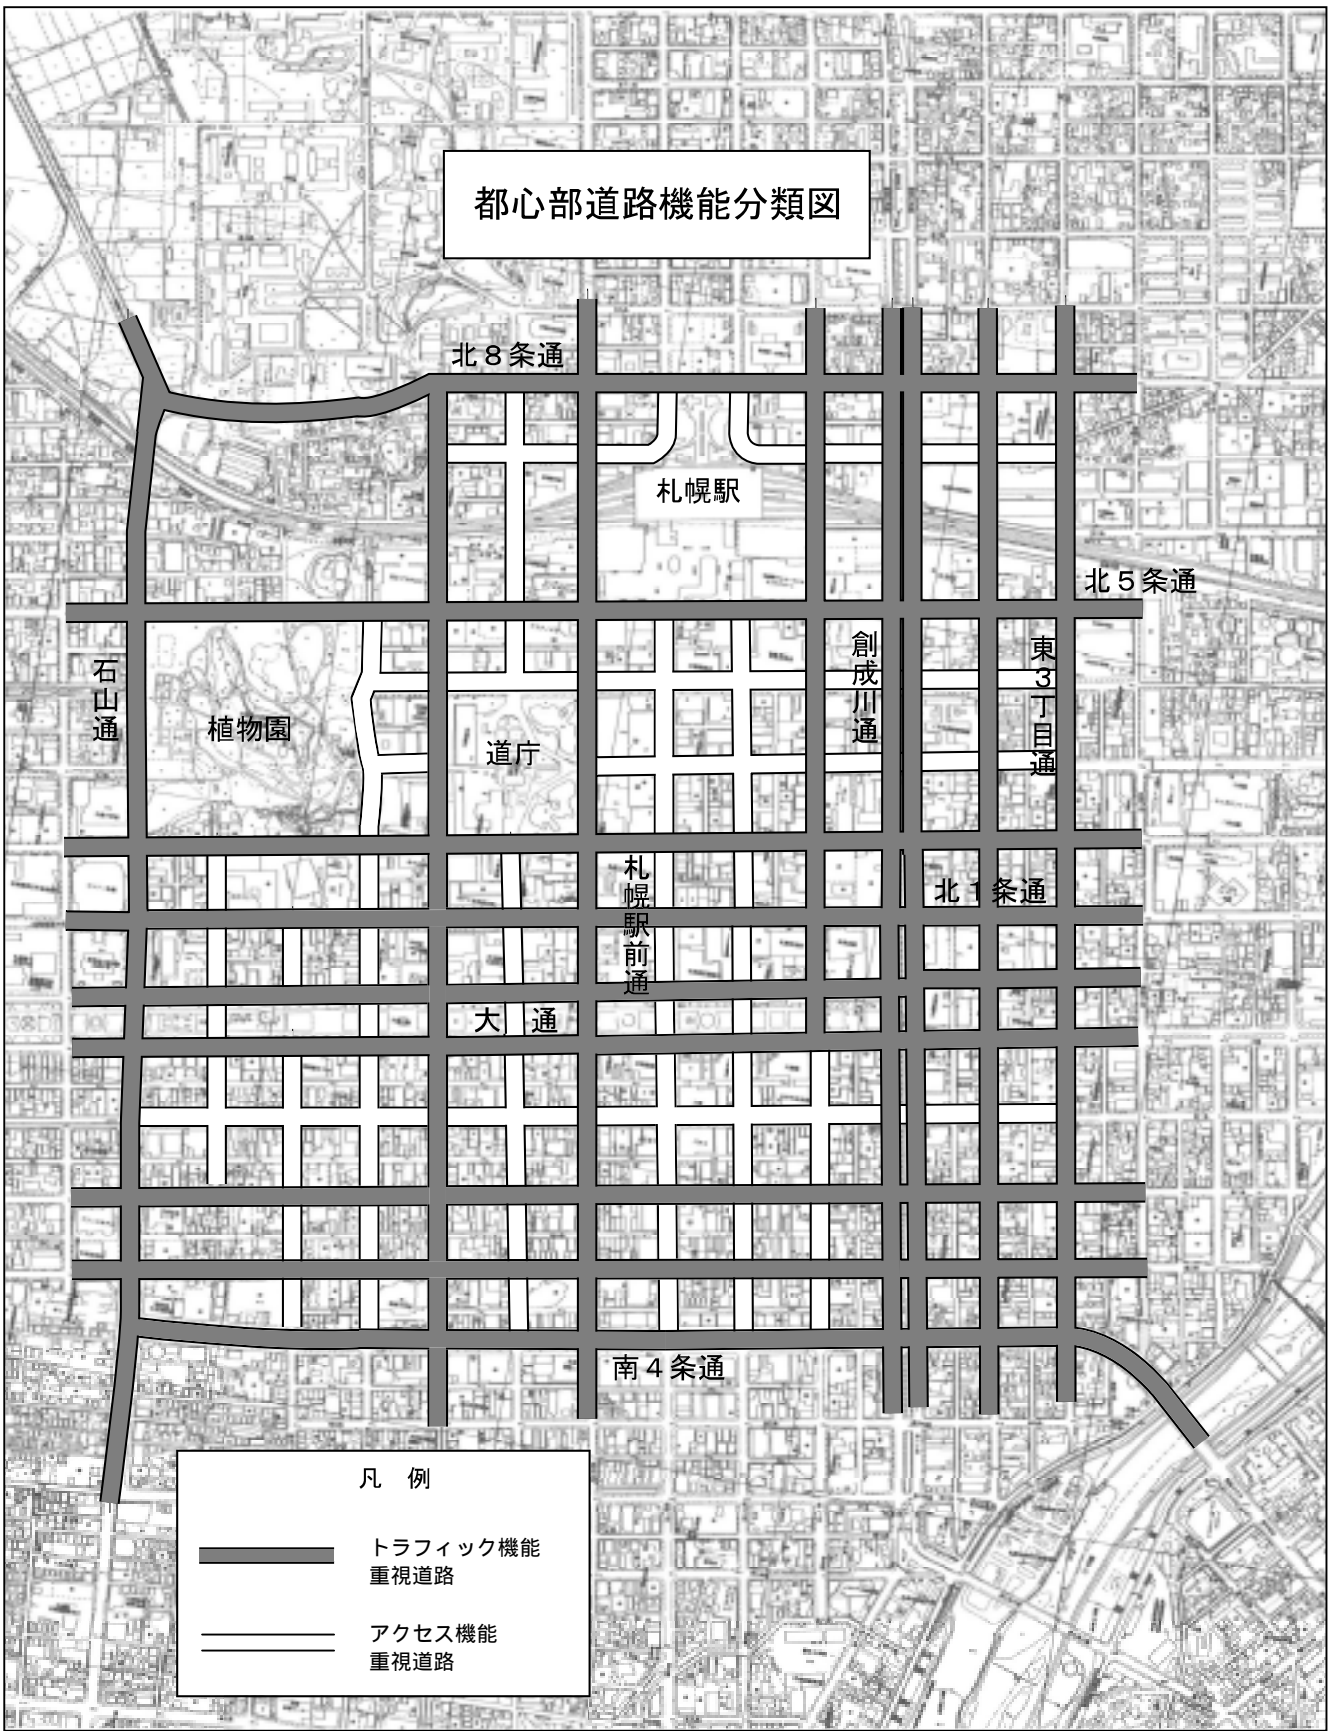 都心部道路機能分類図
北８条通
札幌駅
北５条通
石山通
植物園
道庁
創成川通
東３丁目通
札幌駅前通
北１条通
大　通
南４条通
凡　例
トラフィック機能
重視道路
アクセス機能
重視道路